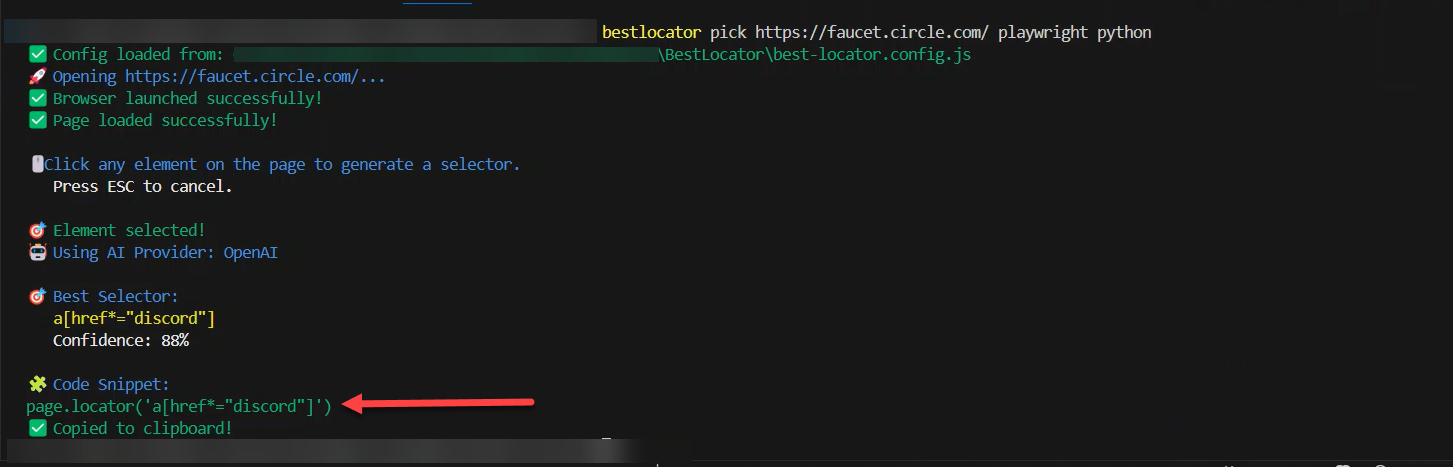 bestlocator pick https://faucet.circle.com/ playwright python
✅ Config loaded from: \BestLocator\best-locator.config.js
🚀 Opening https://faucet.circle.com/...
✅ Browser launched successfully!
✅ Page loaded successfully!
🖱️Click any element on the page to generate a selector.
Press ESC to cancel.
🎯 Element selected!
🤖 Using AI Provider: OpenAI
🎯 Best Selector:
a[href*="discord"]
Confidence: 88%
🧩 Code Snippet:
page.locator('a[href*="discord"]')
✅ Copied to clipboard!